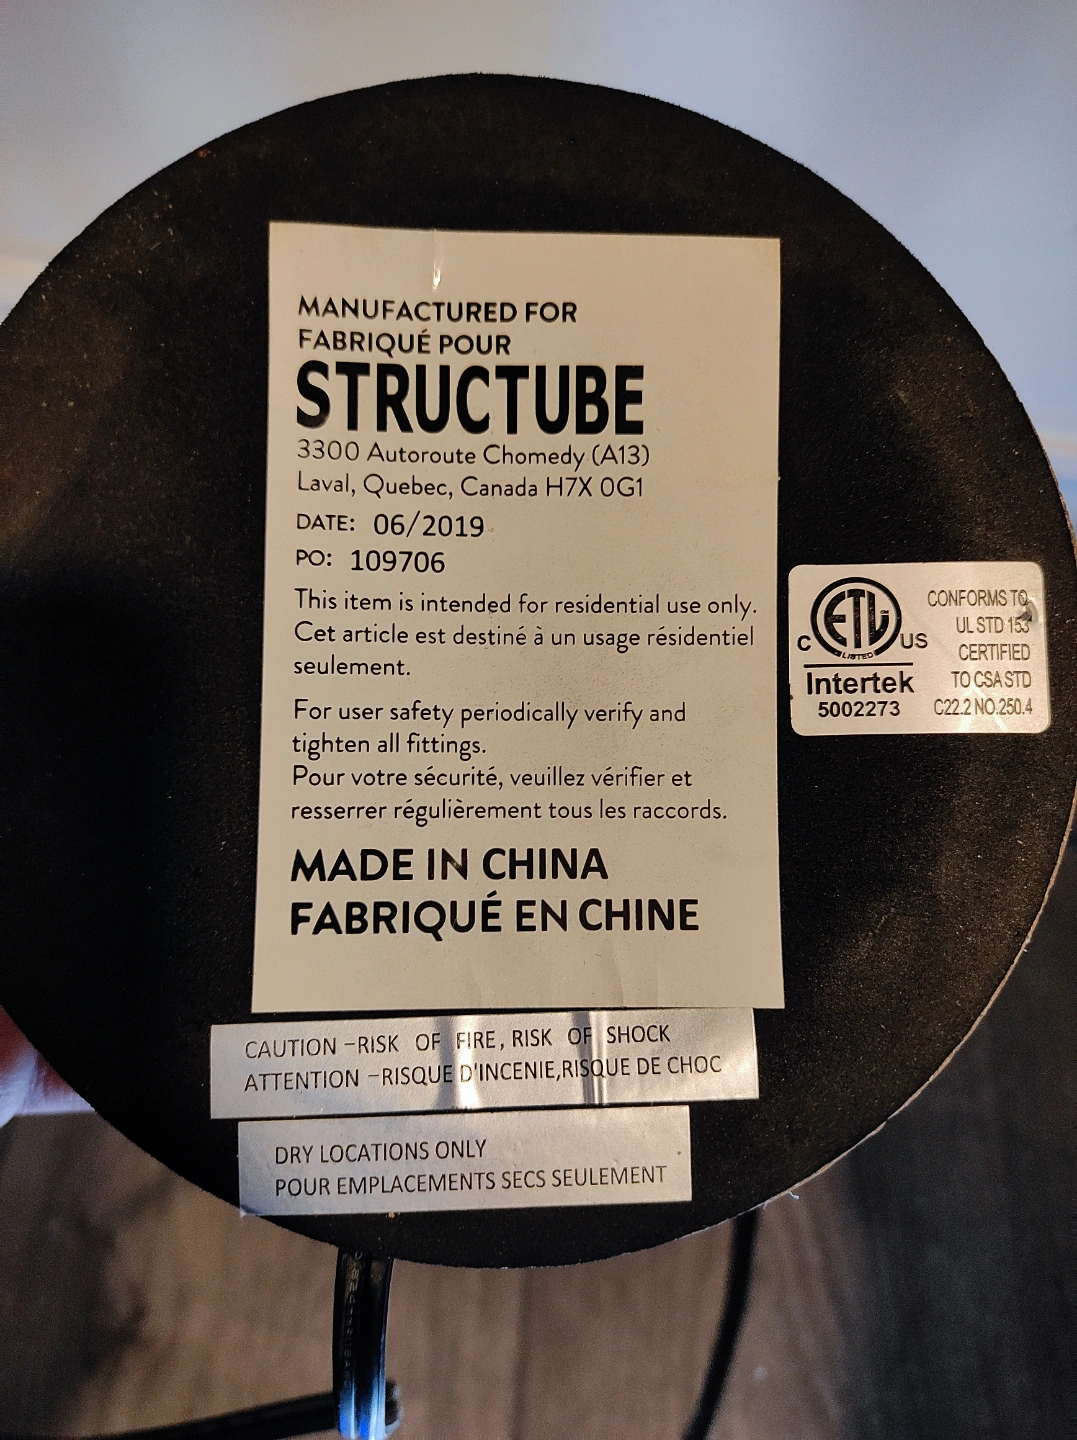 MANUFACTURED FOR
FABRIQUÉ POUR
STRUCTUBE
3300 Autoroute Chomedy (A13)
Laval, Quebec, Canada H7X 0G1
DATE: 06/2019
PO: 109706
This item is intended for residential use only.
Cet article est destiné à un usage résidentiel
seulement.
For user safety periodically verify and
tighten all fittings.
Pour votre sécurité, veuillez vérifier et
resserrer régulièrement tous les raccords.
MADE IN CHINA
FABRIQUÉ EN CHINE
ETL
C US
LISTED
Intertek
5002273
CONFORMS TO
UL STD 153
CERTIFIED
TO CSA STD
C22.2 NO.250.4
CAUTION –RISK OF FIRE, RISK OF SHOCK
ATTENTION –RISQUE D'INCENIE,RISQUE DE CHOC
DRY LOCATIONS ONLY
POUR EMPLACEMENTS SECS SEULEMENT